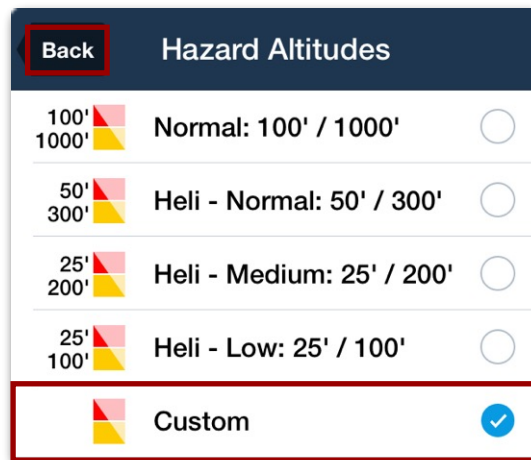 Back
Hazard Altitudes
100'
1000'
Normal: 100' / 1000'
50'
300'
Heli - Normal: 50' / 300'
25'
200'
Heli - Medium: 25' / 200'
25'
100'
Heli - Low: 25' / 100'
Custom